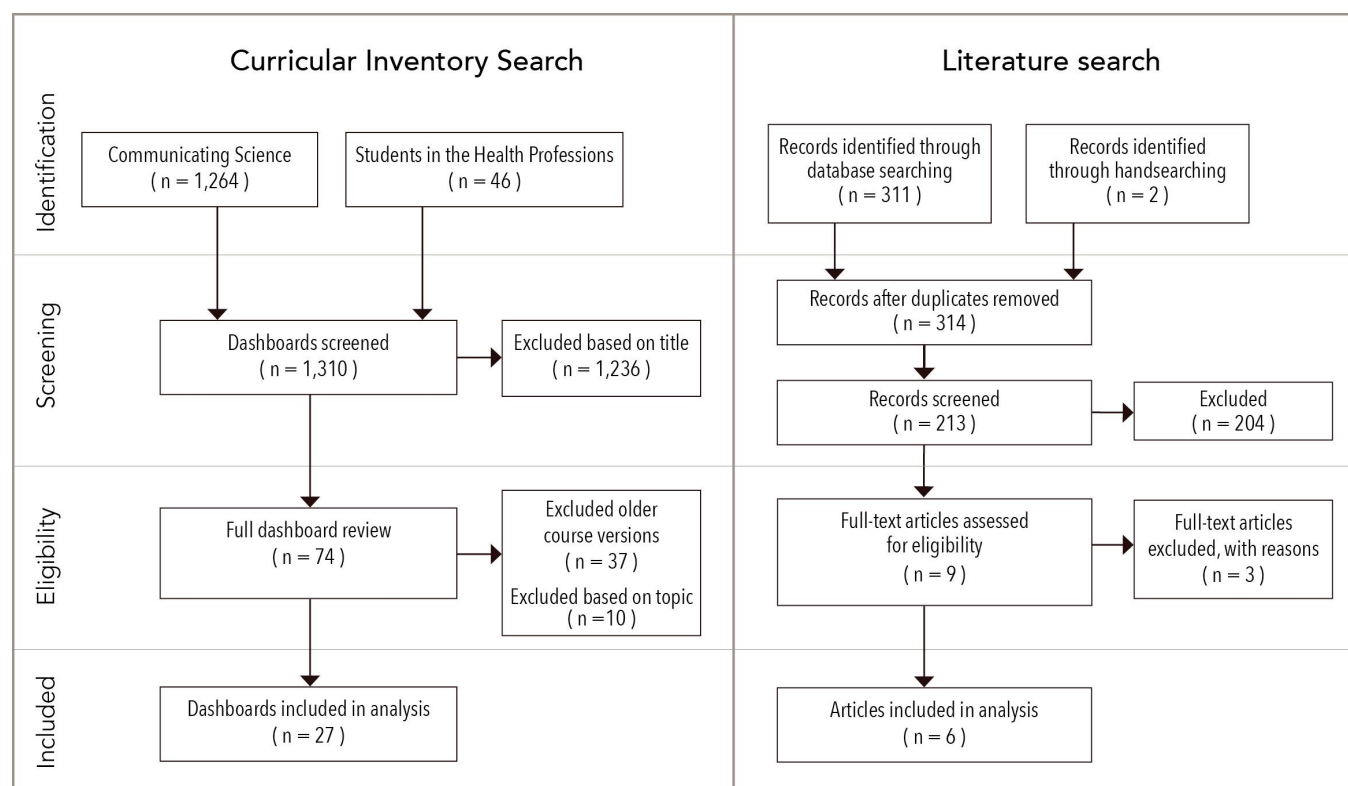 Curricular Inventory Search
Identification
Communicating Science
( n = 1,264 )
Students in the Health Professions
( n = 46 )
Screening
Dashboards screened
( n = 1,310 )
Excluded based on title
( n = 1,236 )
Eligibility
Full dashboard review
( n = 74 )
Excluded older
course versions
( n = 37 )
Excluded based on topic
( n =10 )
Included
Dashboards included in analysis
( n = 27 )
Literature search
Records identified through
database searching
( n = 311 )
Records identified
through handsearching
( n = 2 )
Records after duplicates removed
( n = 314 )
Records screened
( n = 213 )
Excluded
( n = 204 )
Full-text articles assessed
for eligibility
( n = 9 )
Full-text articles
excluded, with reasons
( n = 3 )
Articles included in analysis
( n = 6 )